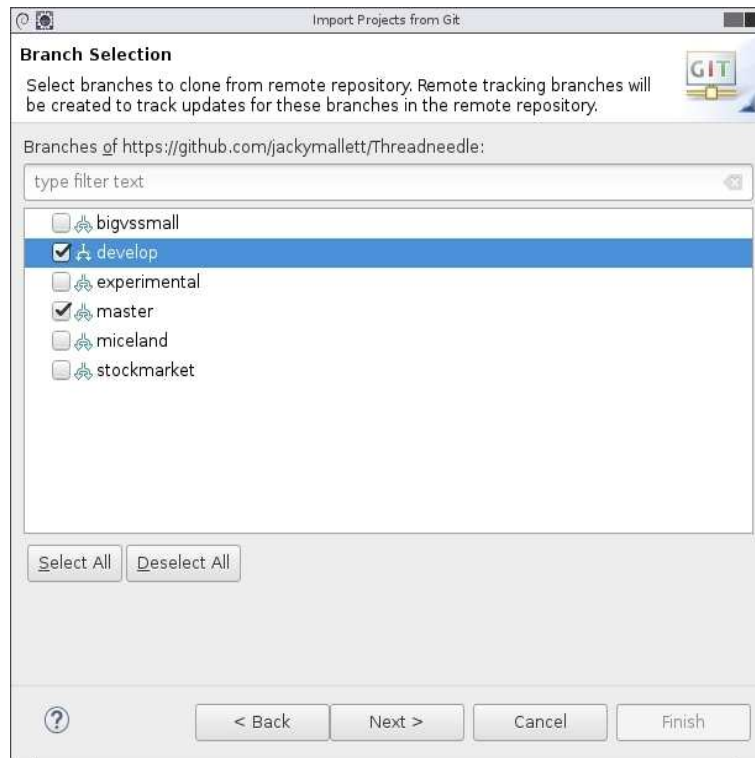 Import Projects from Git
Branch Selection
Select branches to clone from remote repository. Remote tracking branches will
be created to track updates for these branches in the remote repository.
GIT
Branches of https://github.com/jackymallett/Threadneedle:
type filter text
bigvssmall
develop
experimental
master
miceland
stockmarket
Select All Deselect All
? < Back Next > Cancel Finish